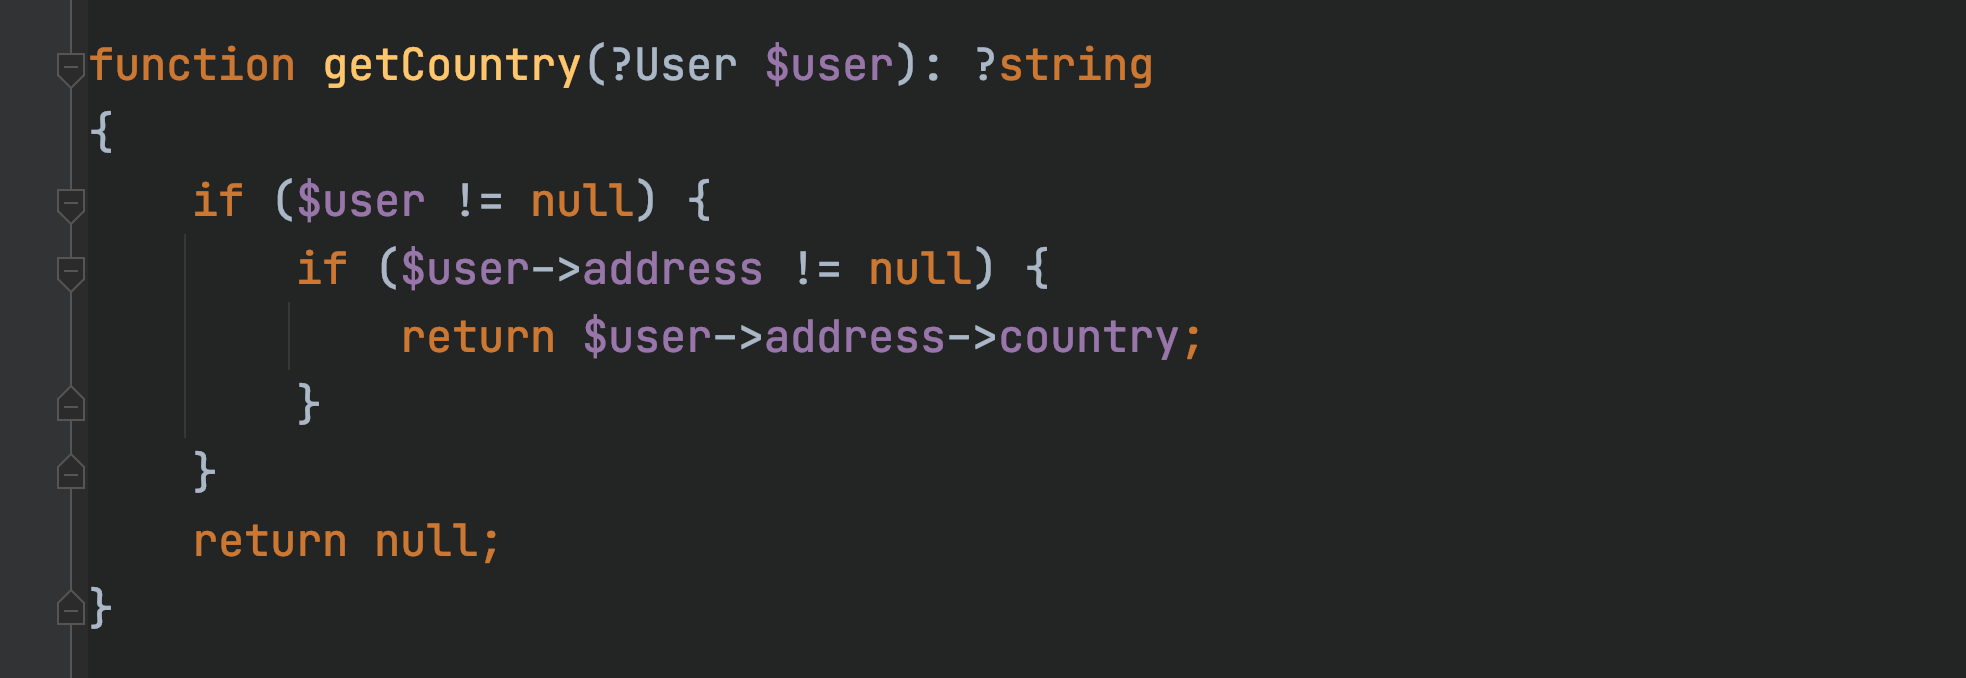 function getCountry(?User $user): ?string
{
    if ($user != null) {
        if ($user->address != null) {
            return $user->address->country;
        }
    }
    return null;
}